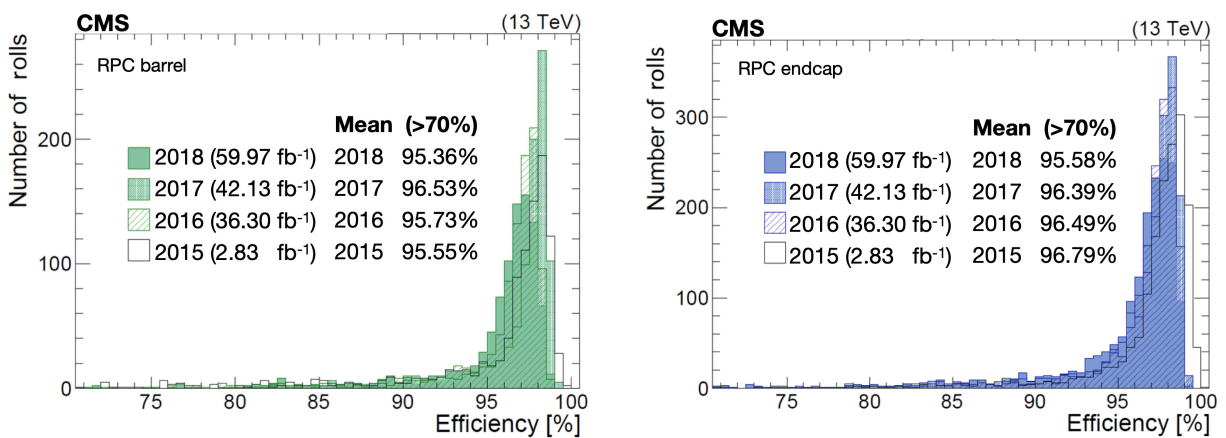 CMS (13 TeV)
RPC barrel
Number of rolls
Mean (>70%)
2018 (59.97 fb⁻¹) 2018 95.36%
2017 (42.13 fb⁻¹) 2017 96.53%
2016 (36.30 fb⁻¹) 2016 95.73%
2015 (2.83 fb⁻¹) 2015 95.55%
200
100
0
75 80 85 90 95 100
Efficiency [%]
CMS (13 TeV)
RPC endcap
Number of rolls
Mean (>70%)
2018 (59.97 fb⁻¹) 2018 95.58%
2017 (42.13 fb⁻¹) 2017 96.39%
2016 (36.30 fb⁻¹) 2016 96.49%
2015 (2.83 fb⁻¹) 2015 96.79%
300
200
100
0
75 80 85 90 95 100
Efficiency [%]